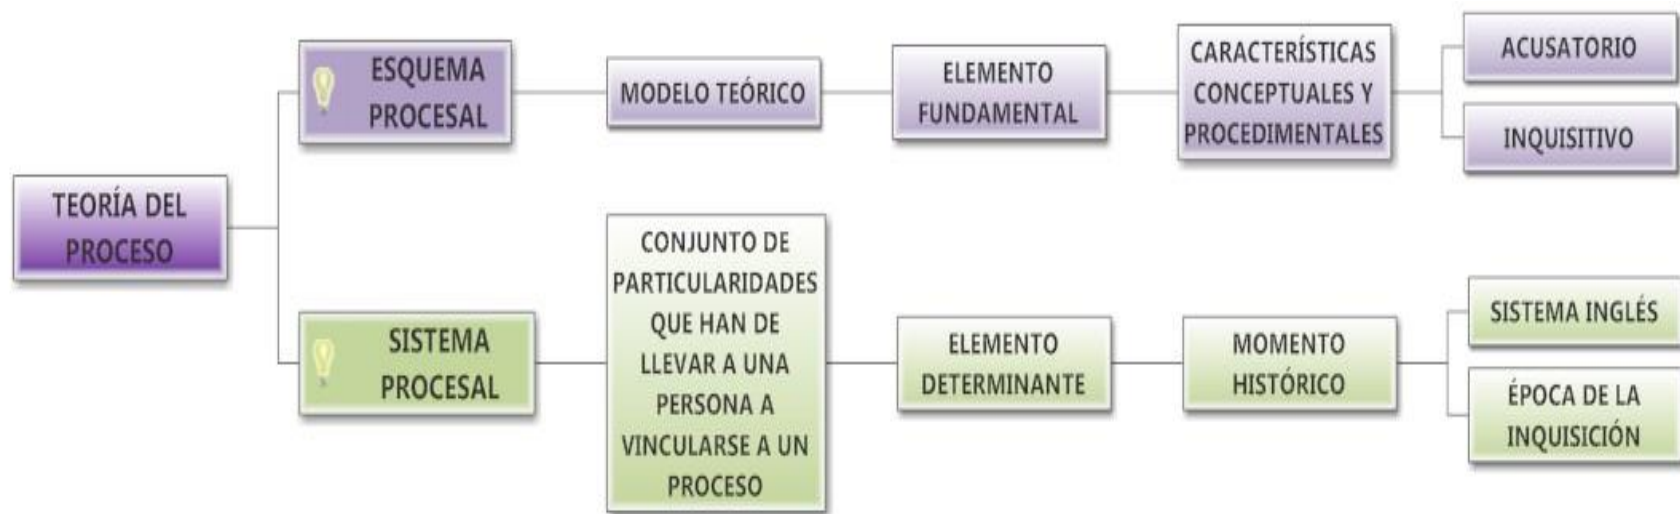 TEORÍA DEL
PROCESO
ESQUEMA
PROCESAL
MODELO TEÓRICO
ELEMENTO
FUNDAMENTAL
CARACTERÍSTICAS
CONCEPTUALES Y
PROCEDIMENTALES
ACUSATORIO
INQUISITIVO
SISTEMA
PROCESAL
CONJUNTO DE
PARTICULARIDADES
QUE HAN DE
LLEVAR A UNA
PERSONA A
VINCULARSE A UN
PROCESO
ELEMENTO
DETERMINANTE
MOMENTO
HISTÓRICO
SISTEMA INGLÉS
ÉPOCA DE LA
INQUISICIÓN